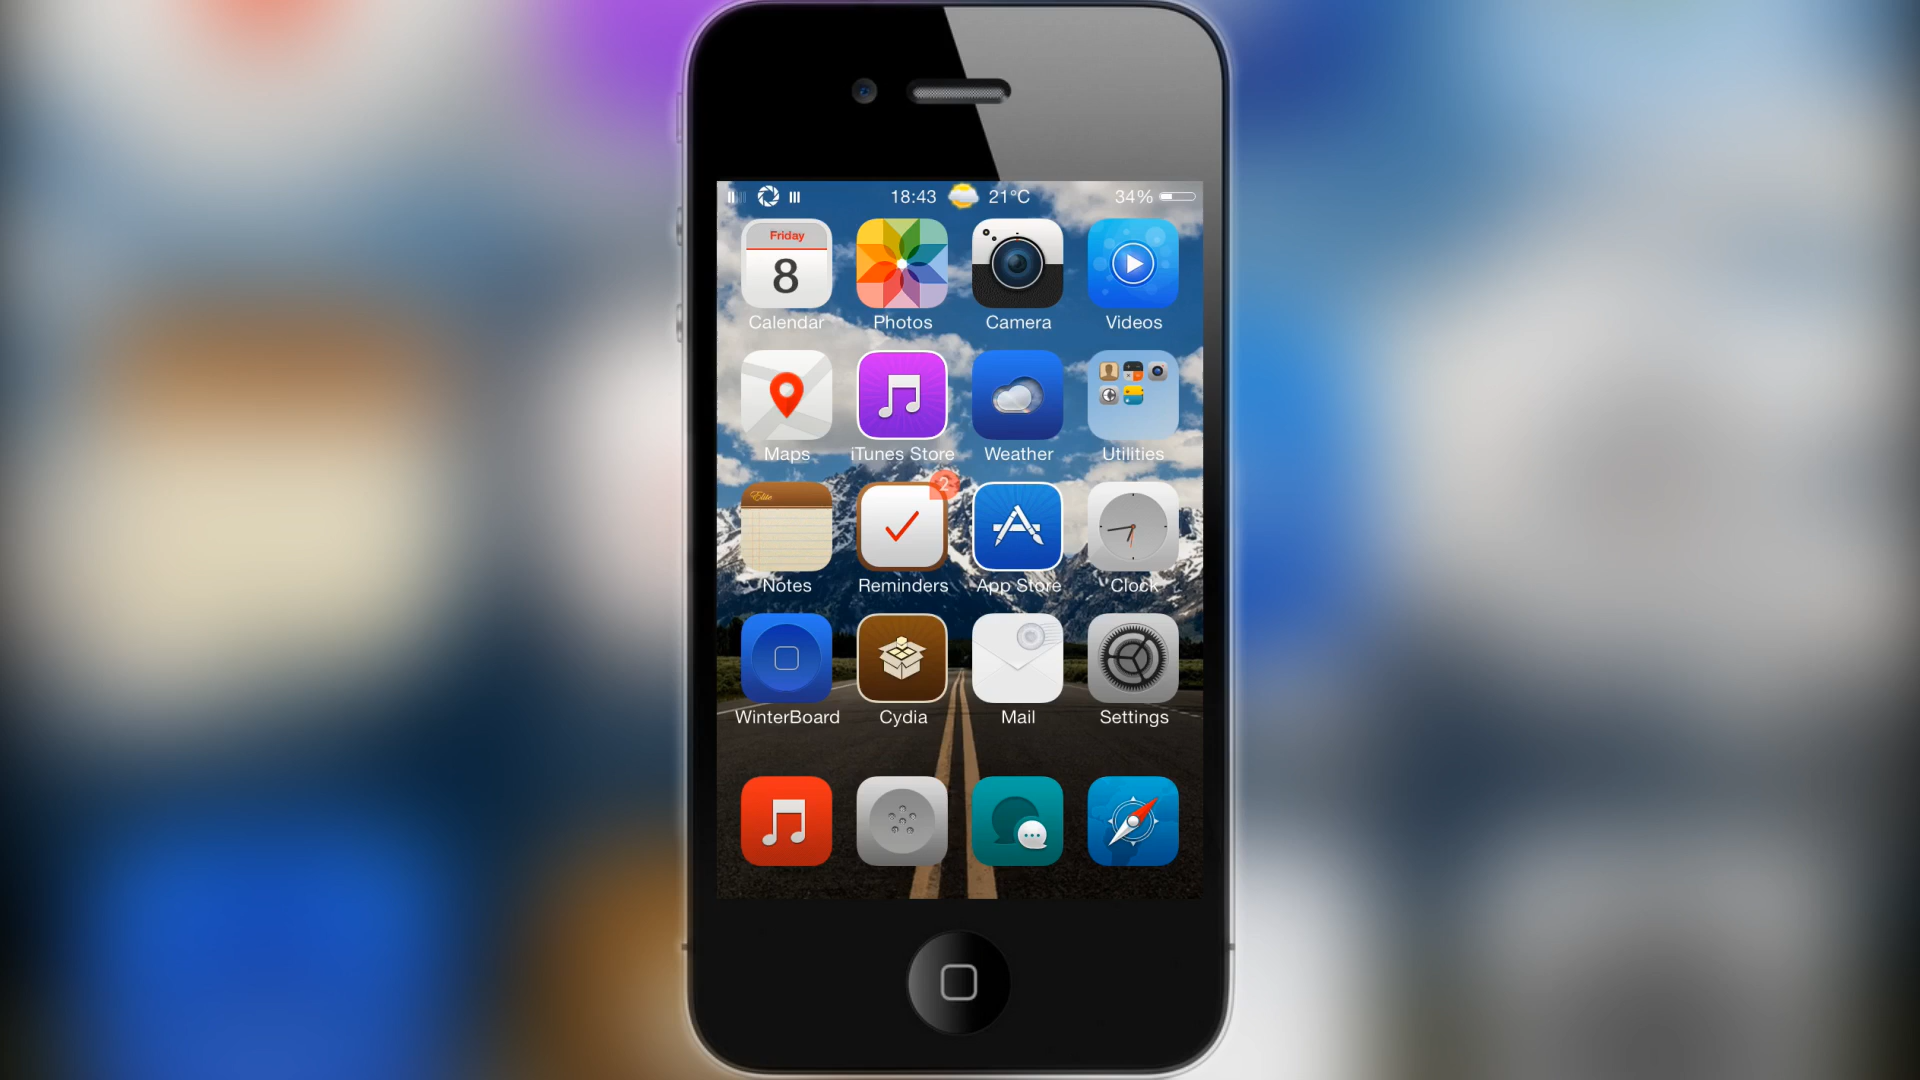 18:43 21°C 34%
Friday
8
Calendar Photos Camera Videos
Maps iTunes Store Weather Utilities
2
Elite
Notes Reminders App Store Clock
WinterBoard Cydia Mail Settings